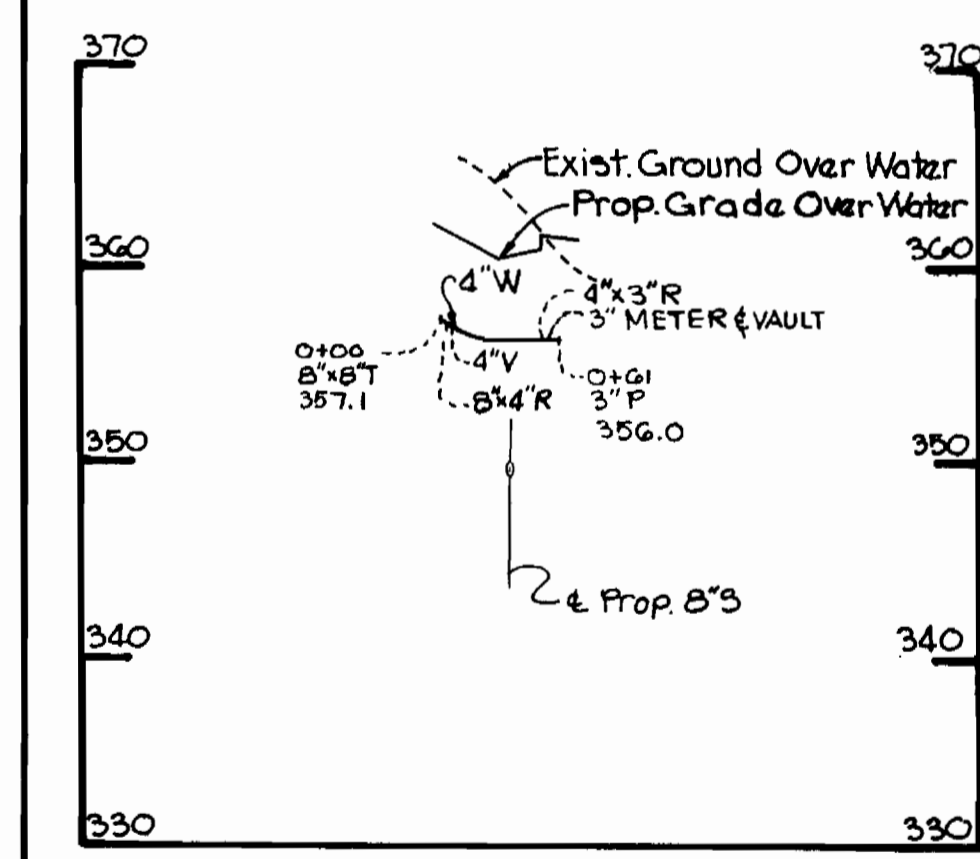 370
370
Exist. Ground Over Water
Prop. Grade Over Water
360
360
4"W
4"x3"R
3" METER & VAULT
0+00
8"x8"T
357.1
4"V
8"x4"R
0+61
3"P
356.0
350
350
℄ Prop. 8"S
340
340
330
330